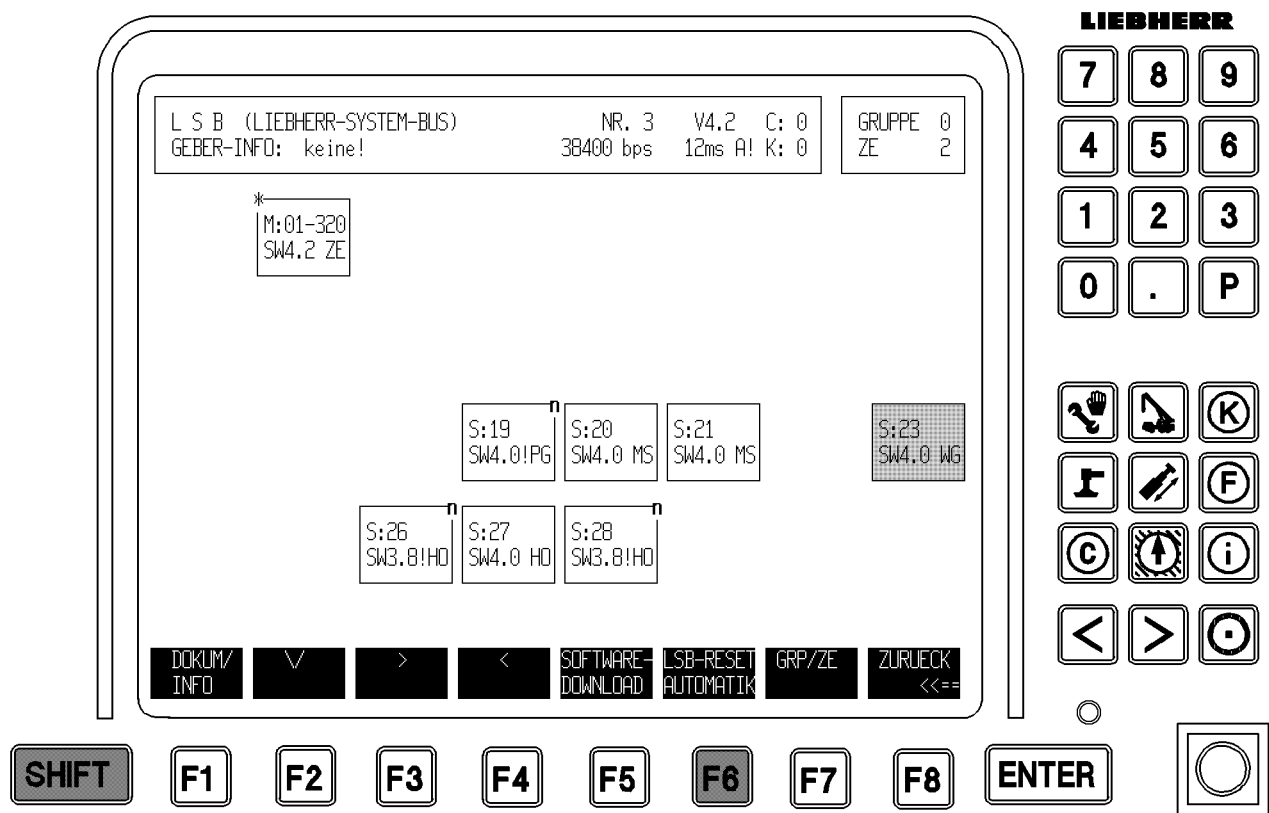 LIEBHERR
7 8 9
L S B (LIEBHERR-SYSTEM-BUS) NR. 3 V4.2 C: 0
GEBER-INFO: keine! 38400 bps 12ms A! K: 0
GRUPPE 0
ZE 2
4 5 6
*
M:01-320
SW4.2 ZE
1 2 3
0 . P
n
S:19
SW4.0!PG
S:20
SW4.0 MS
S:21
SW4.0 MS
S:23
SW4.0 WG
K
F
n
S:26
SW3.8!HO
S:27
SW4.0 HO
n
S:28
SW3.8!HO
C i
< >
DOKUM/
INFO
\/
>
<
SOFTWARE-
DOWNLOAD
LSB-RESET
AUTOMATIK
GRP/ZE
ZURUECK
<<==
SHIFT F1 F2 F3 F4 F5 F6 F7 F8 ENTER